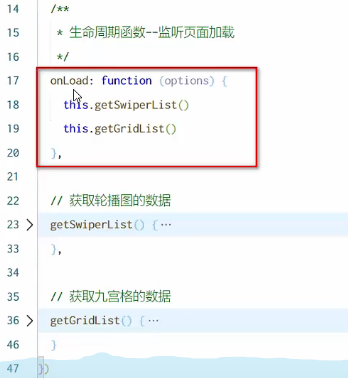 14 /**
15 * 生命周期函数--监听页面加载
16 */
17 onLoad: function (options) {
18 this.getSwiperList()
19 this.getGridList()
20 },
21
22 // 获取轮播图的数据
23 getSwiperList() {…
33 },
34
35 // 获取九宫格的数据
36 getGridList() {…
46 }
47 })